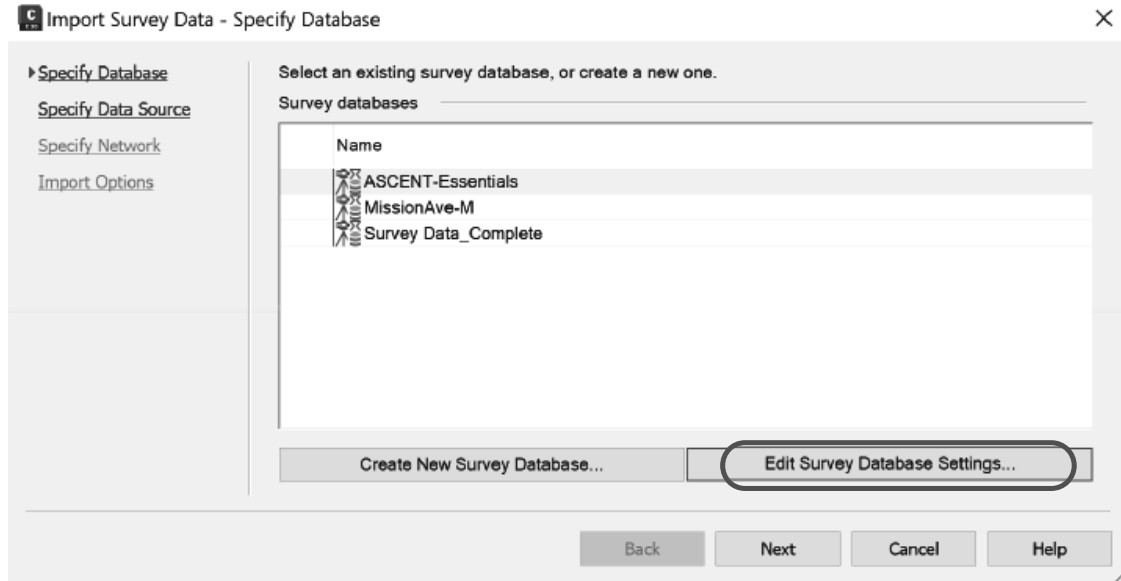 Import Survey Data - Specify Database
Specify Database
Specify Data Source
Specify Network
Import Options
Select an existing survey database, or create a new one.
Survey databases
Name
ASCENT-Essentials
MissionAve-M
Survey Data_Complete
Create New Survey Database...
Edit Survey Database Settings...
Back
Next
Cancel
Help